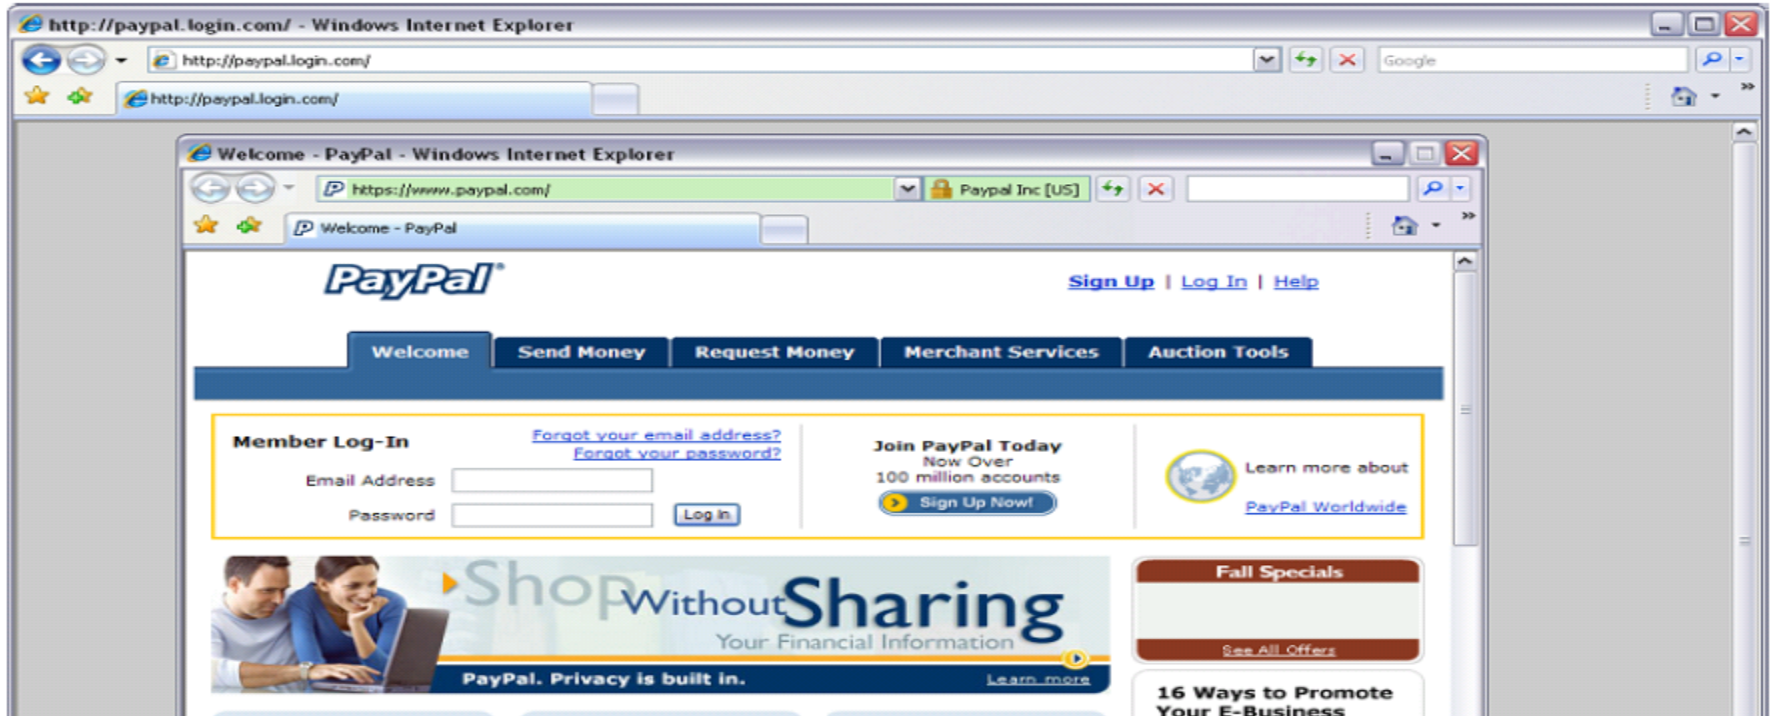 http://paypal.login.com/ - Windows Internet Explorer
http://paypal.login.com/
Google
http://paypal.login.com/
Welcome - PayPal - Windows Internet Explorer
https://www.paypal.com/
Paypal Inc [US]
Welcome - PayPal
PayPal®
Sign Up | Log In | Help
Welcome
Send Money
Request Money
Merchant Services
Auction Tools
Member Log-In
Forgot your email address?
Forgot your password?
Email Address
Password
Log In
Join PayPal Today
Now Over
100 million accounts
Sign Up Now!
Learn more about
PayPal Worldwide
Shop Without Sharing
Your Financial Information
PayPal. Privacy is built in.
Learn more
Fall Specials
See All Offers
16 Ways to Promote
Your E-Business